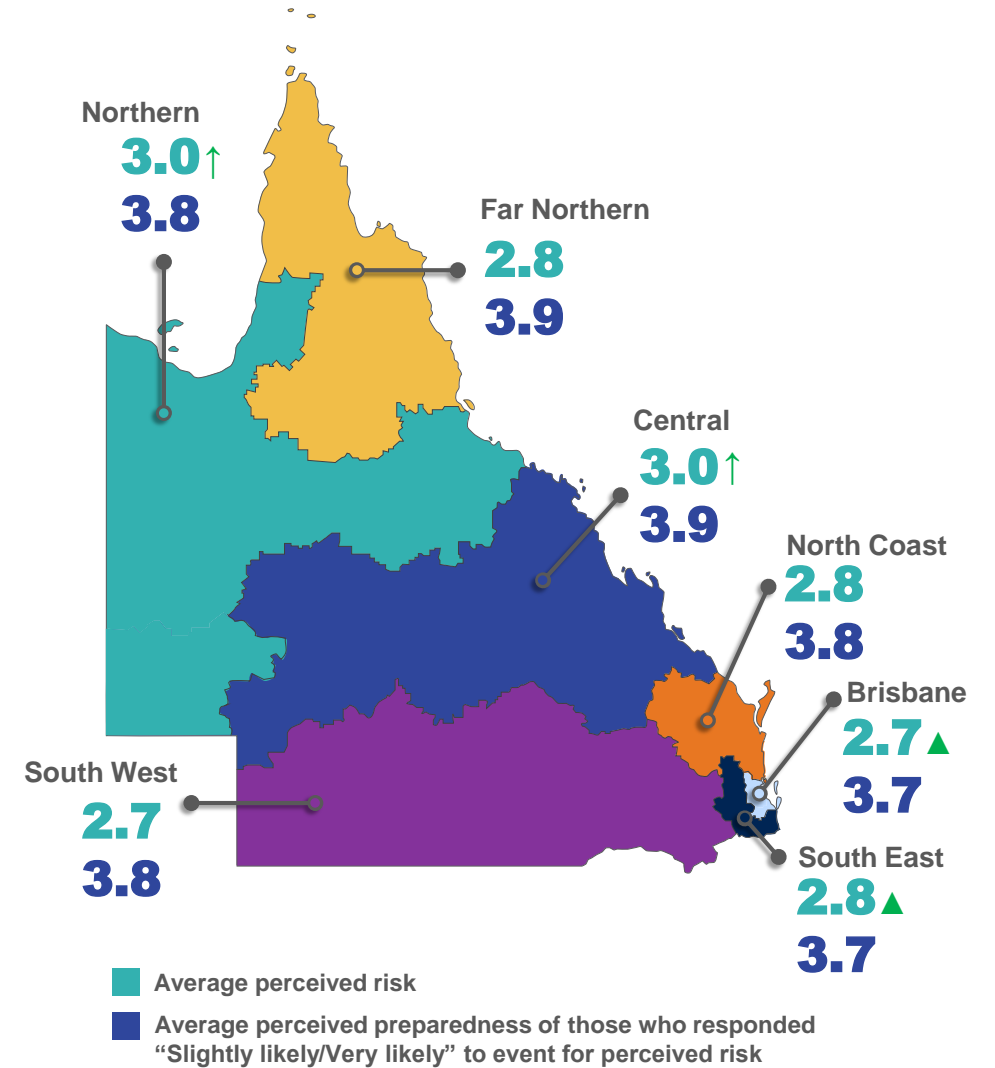 Northern
3.0↑
3.8
Far Northern
2.8
3.9
Central
3.0↑
3.9
North Coast
2.8
3.8
Brisbane
2.7▲
3.7
South West
2.7
3.8
South East
2.8▲
3.7
Average perceived risk
Average perceived preparedness of those who responded
“Slightly likely/Very likely” to event for perceived risk